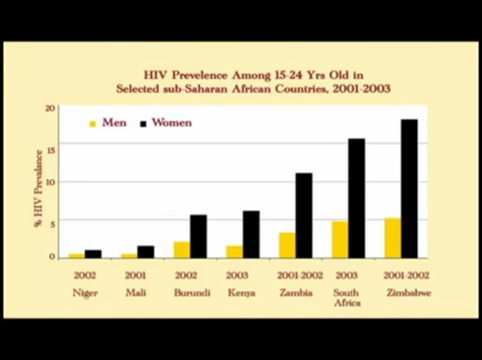 HIV Prevelence Among 15-24 Yrs Old in
Selected sub-Saharan African Countries, 2001-2003
Men Women
% HIV Prevalance
20
15
10
5
0
2002 2001 2002 2003 2001-2002 2003 2001-2002
Niger Mali Burundi Kenya Zambia South Africa Zimbabwe